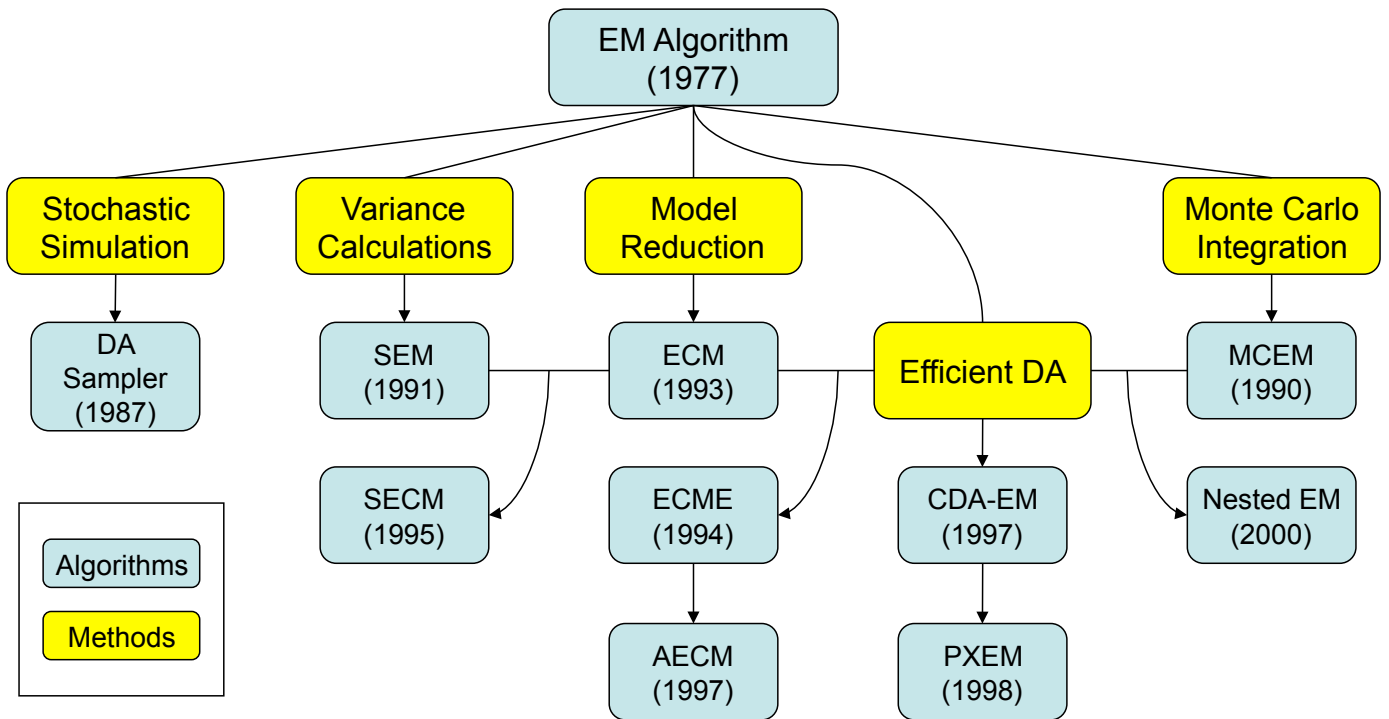 EM Algorithm
(1977)
Stochastic
Simulation
Variance
Calculations
Model
Reduction
Monte Carlo
Integration
DA
Sampler
(1987)
SEM
(1991)
ECM
(1993)
Efficient DA
MCEM
(1990)
SECM
(1995)
ECME
(1994)
CDA-EM
(1997)
Nested EM
(2000)
Algorithms
Methods
AECM
(1997)
PXEM
(1998)